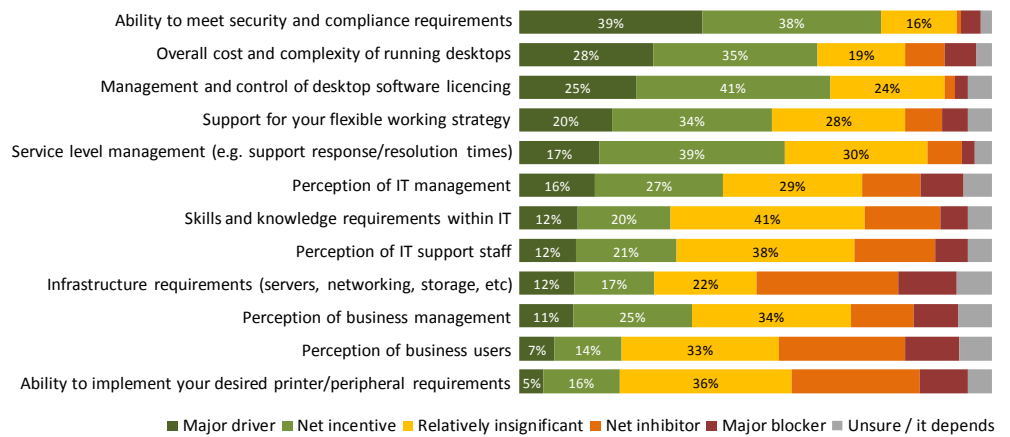 Ability to meet security and compliance requirements 39% 38% 16%
Overall cost and complexity of running desktops 28% 35% 19%
Management and control of desktop software licencing 25% 41% 24%
Support for your flexible working strategy 20% 34% 28%
Service level management (e.g. support response/resolution times) 17% 39% 30%
Perception of IT management 16% 27% 29%
Skills and knowledge requirements within IT 12% 20% 41%
Perception of IT support staff 12% 21% 38%
Infrastructure requirements (servers, networking, storage, etc) 12% 17% 22%
Perception of business management 11% 25% 34%
Perception of business users 7% 14% 33%
Ability to implement your desired printer/peripheral requirements 5% 16% 36%
Major driver Net incentive Relatively insignificant Net inhibitor Major blocker Unsure / it depends